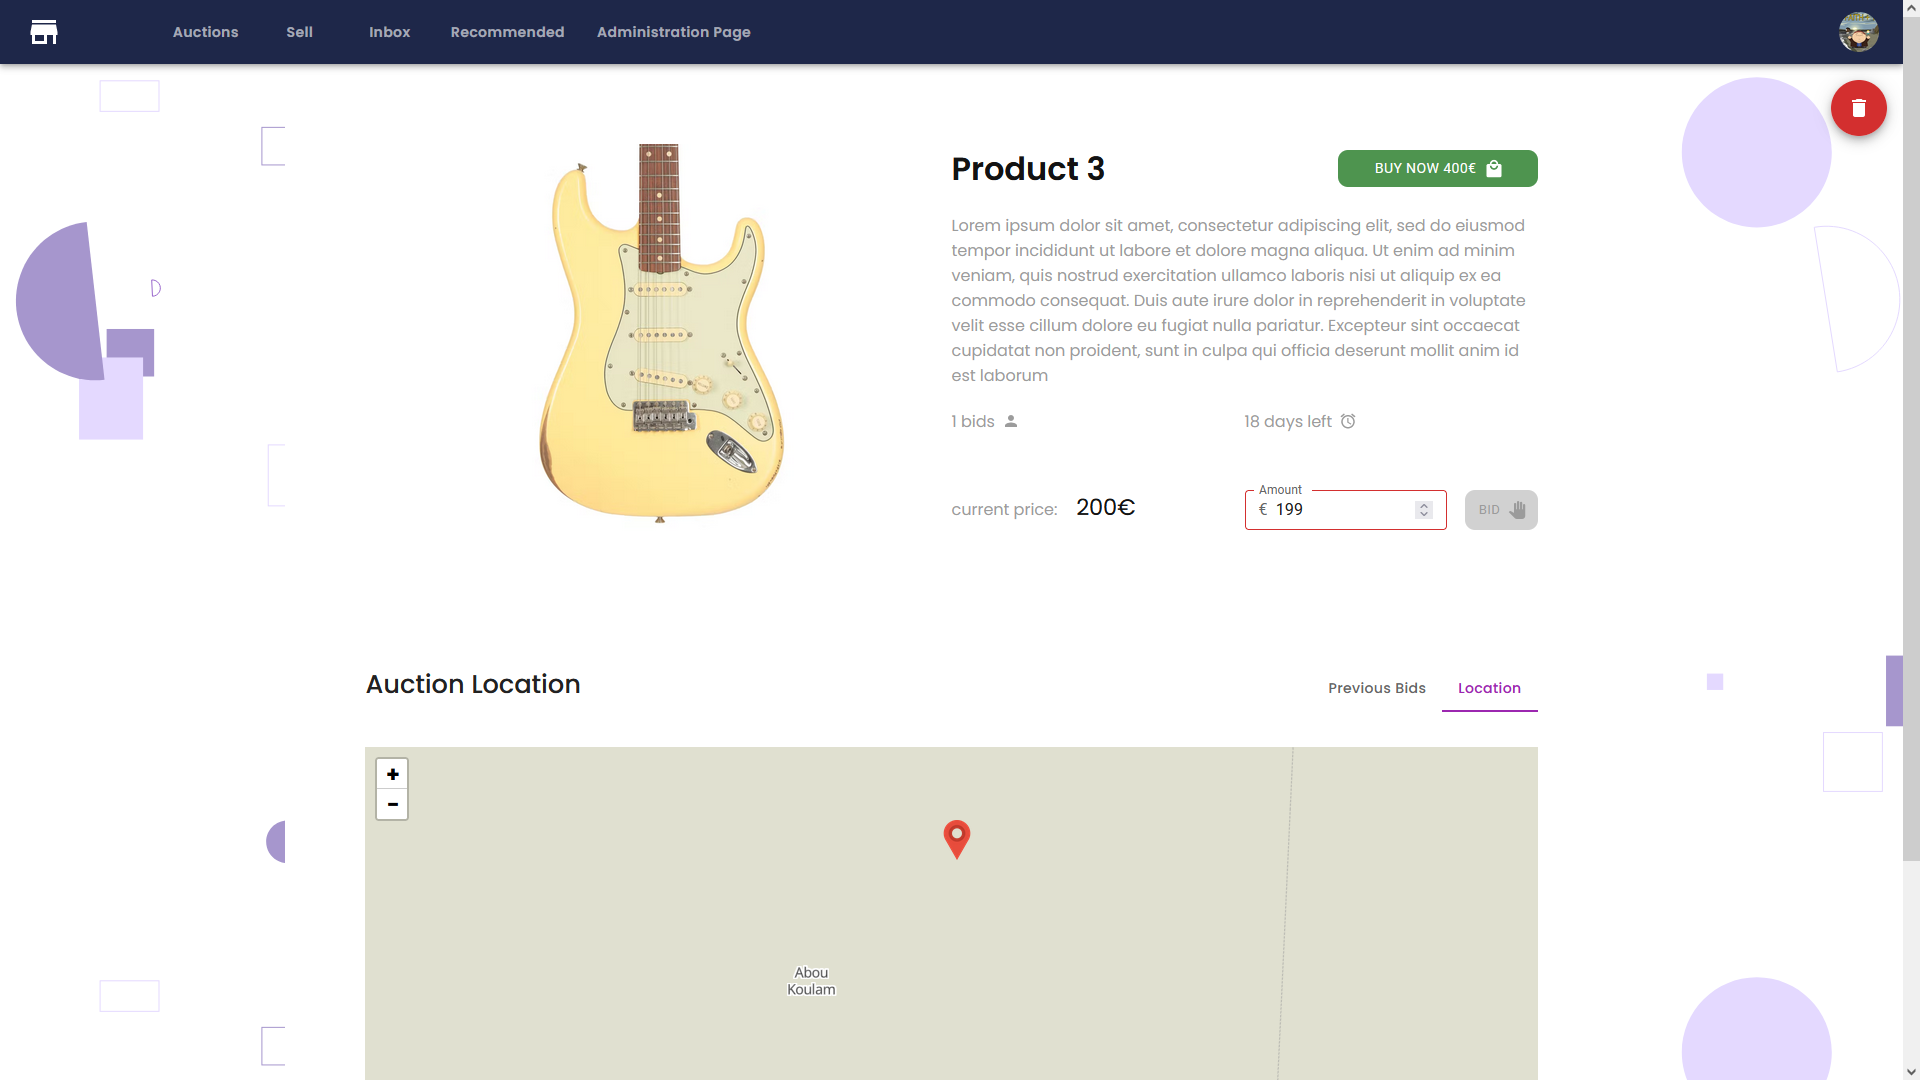 Auctions
Sell
Inbox
Recommended
Administration Page
Product 3
BUY NOW 400€
Lorem ipsum dolor sit amet, consectetur adipiscing elit, sed do eiusmod
tempor incididunt ut labore et dolore magna aliqua. Ut enim ad minim
veniam, quis nostrud exercitation ullamco laboris nisi ut aliquip ex ea
commodo consequat. Duis aute irure dolor in reprehenderit in voluptate
velit esse cillum dolore eu fugiat nulla pariatur. Excepteur sint occaecat
cupidatat non proident, sunt in culpa qui officia deserunt mollit anim id
est laborum
1 bids
18 days left
current price: 200€
Amount
€ 199
BID
Auction Location
Previous Bids
Location
+
−
Abou
Koulam